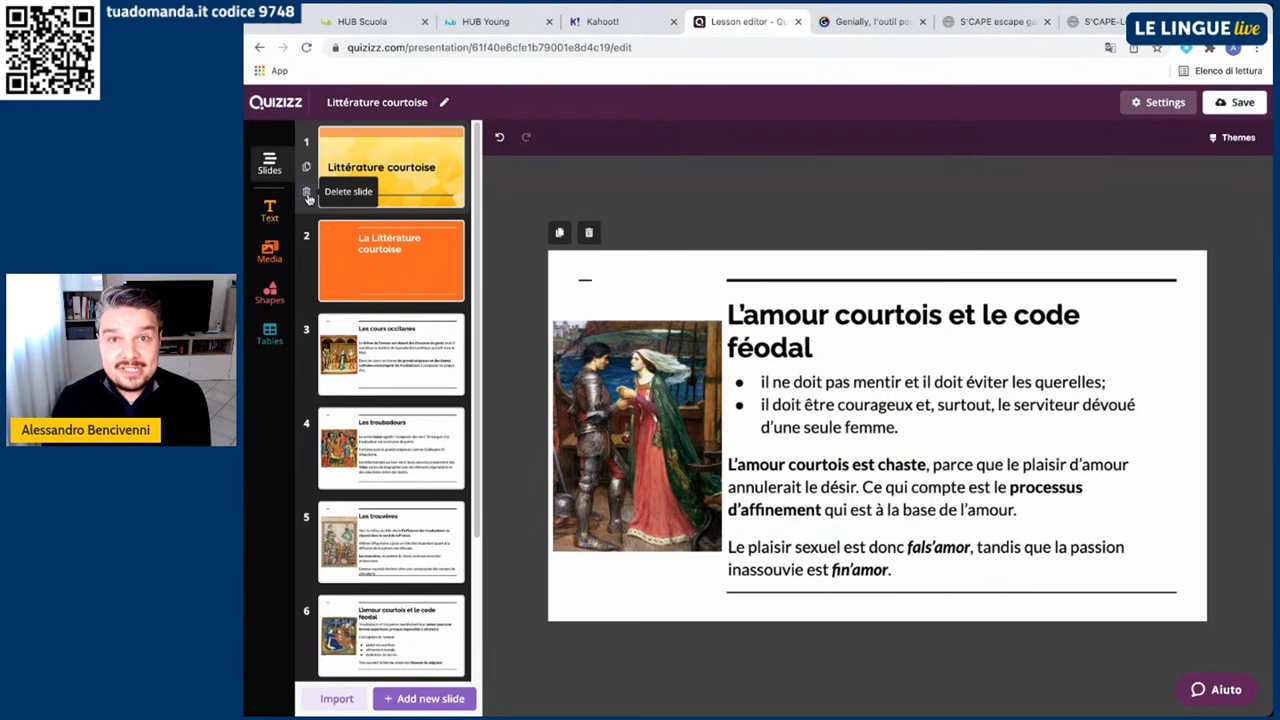 tuadomanda.it codice 9748
HUB Scuola
HUB Young
Kahoot!
Lesson editor - Qu
Genially, l'outil po
S'CAPE escape ga
S'CAPE-L
LE LINGUE live
quizizz.com/presentation/61f40e6cfe1b79001e8d4c19/edit
App
Elenco di lettura
QUIZIZZ
Littérature courtoise
Settings
Save
Themes
Slides
Text
Media
Shapes
Tables
1
Littérature courtoise
Delete slide
2
La Littérature
courtoise
3
Les cours occitanes
4
Les troubadours
5
Les trouvères
6
L'amour courtois et le code
féodal
Import
+ Add new slide
L'amour courtois et le code
féodal
● il ne doit pas mentir et il doit éviter les querelles;
● il doit être courageux et, surtout, le serviteur dévoué
d'une seule femme.
L'amour courtois est chaste, parce que le plaisir d'amour
annulerait le désir. Ce qui compte est le processus
d'affinement qui est à la base de l'amour.
Le plaisir sexuel est donc fals'amor, tandis que la passion
inassouvie est fin'amor.
Alessandro Bencivenni
Aiuto